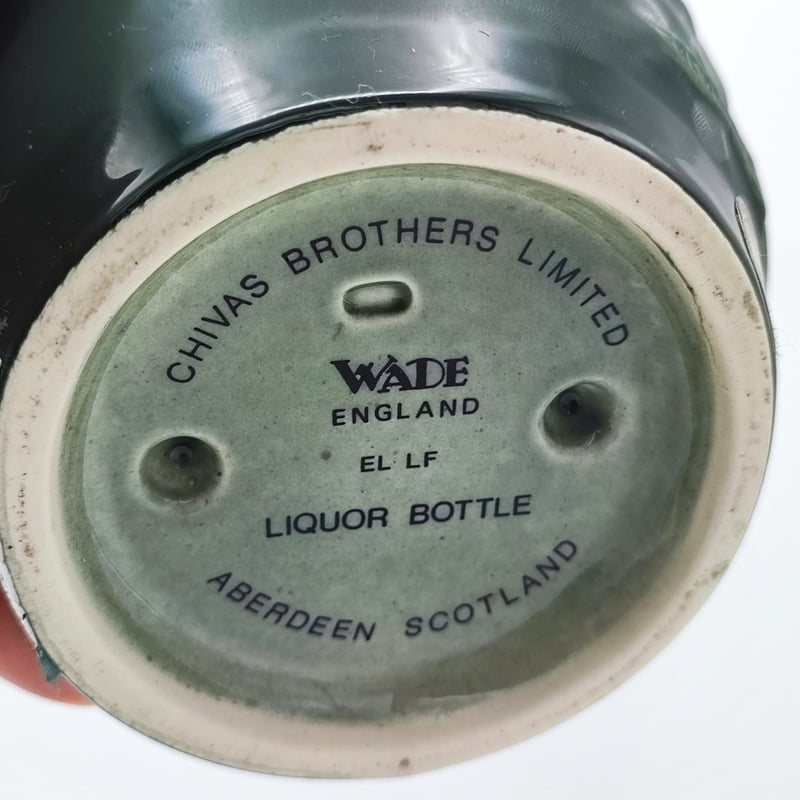 CHIVAS BROTHERS LIMITED
WADE
ENGLAND
EL LF
LIQUOR BOTTLE
ABERDEEN SCOTLAND